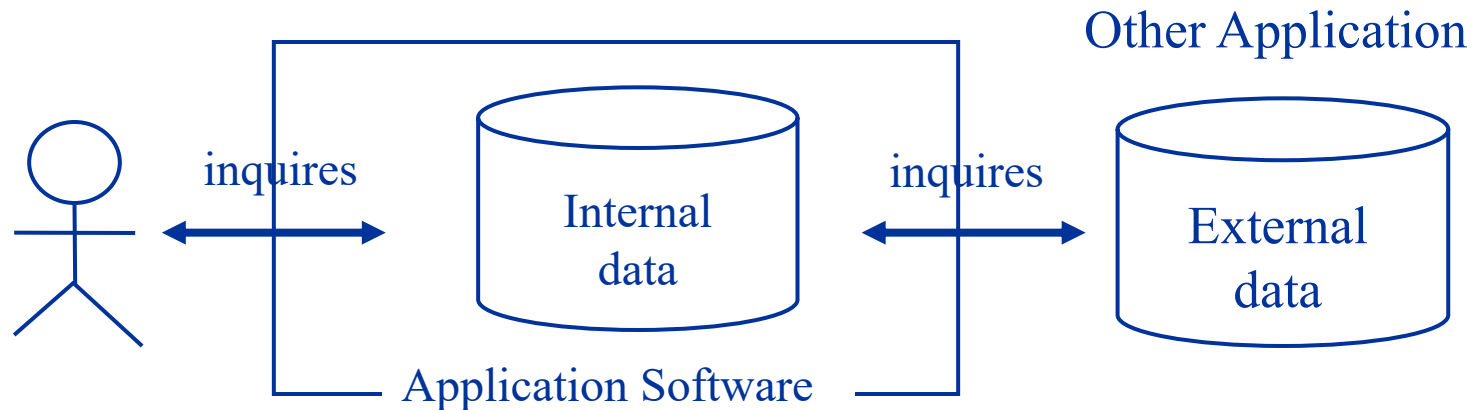 Other Application
inquires
Internal
data
inquires
External
data
Application Software